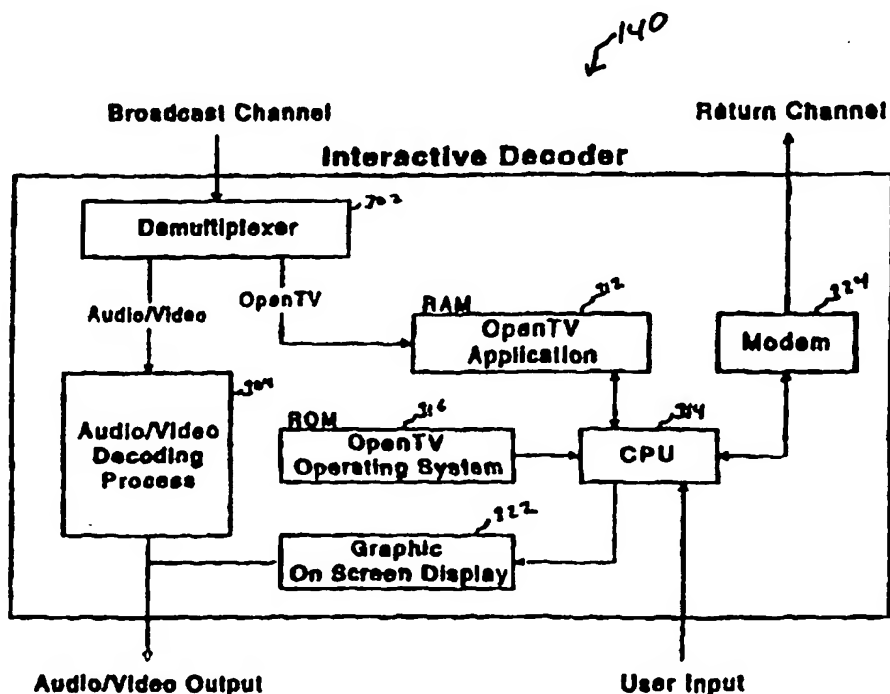 140
Broadcast Channel
Return Channel
Interactive Decoder
302
Demultiplexer
Audio/Video
OpenTV
RAM
312
OpenTV
Application
324
Modem
304
Audio/Video
Decoding
Process
ROM
316
OpenTV
Operating System
314
CPU
322
Graphic
On Screen Display
Audio/Video Output
User Input